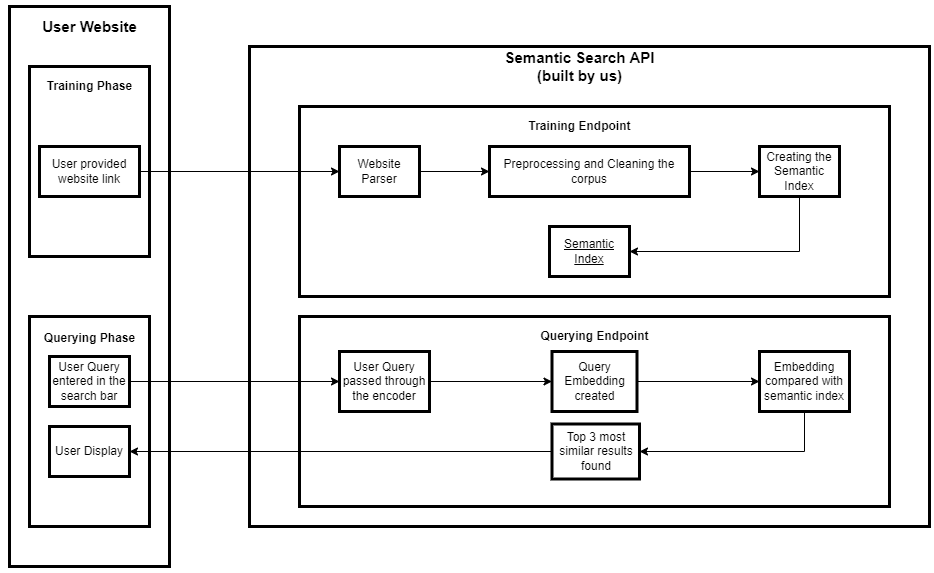 User Website
Training Phase
User provided
website link
Semantic Search API
(built by us)
Training Endpoint
Website
Parser
Preprocessing and Cleaning the
corpus
Creating the
Semantic
Index
Semantic
Index
Querying Phase
User Query
entered in the
search bar
User Display
Querying Endpoint
User Query
passed through
the encoder
Query
Embedding
created
Embedding
compared with
semantic index
Top 3 most
similar results
found